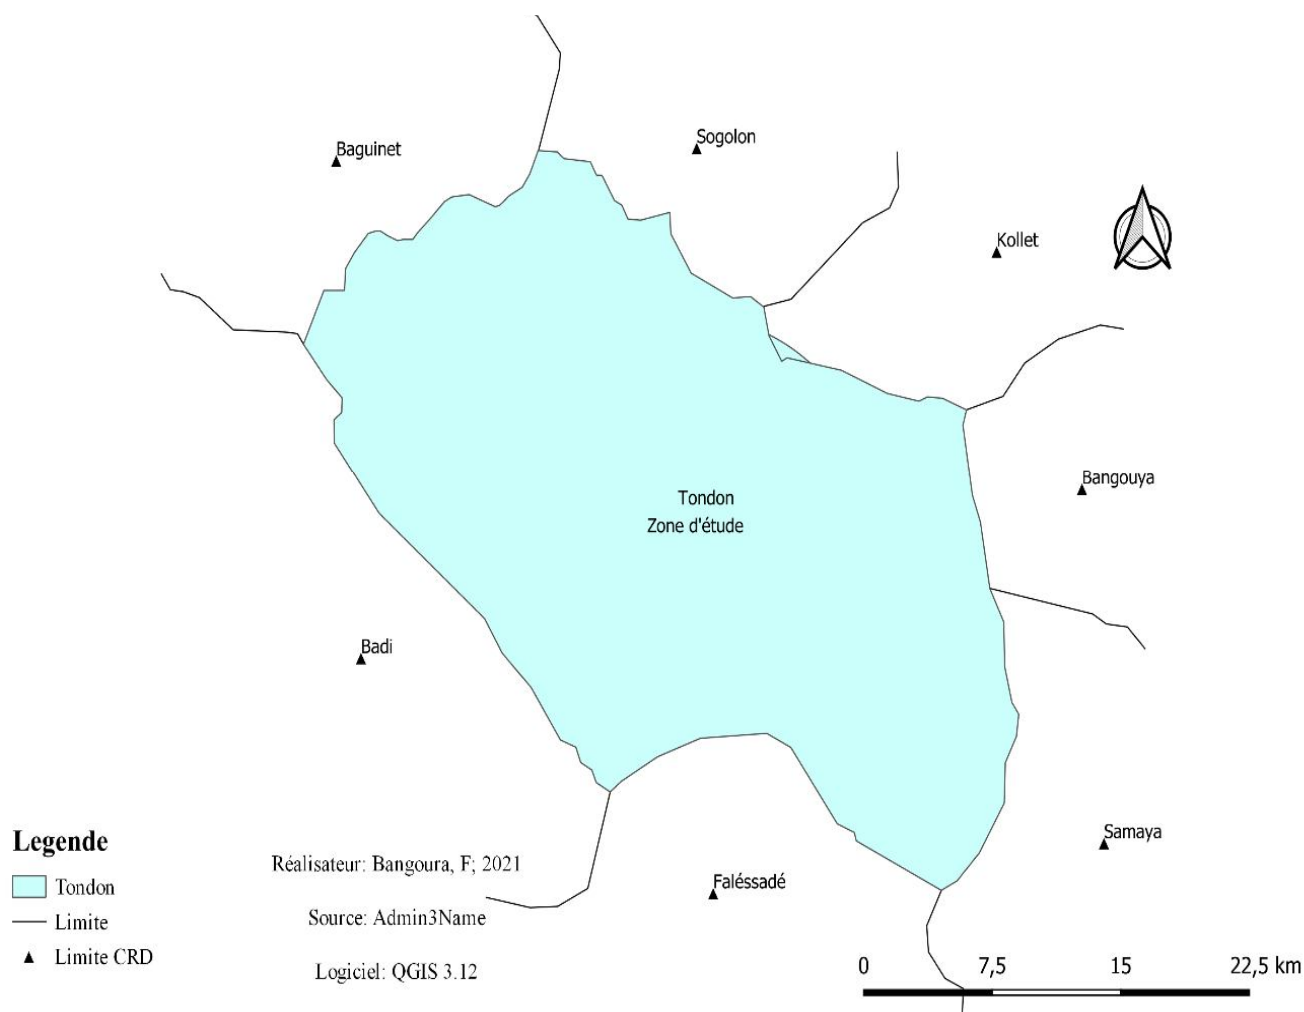 Sogolon
Baguinet
Kollet
Bangouya
Tondon
Zone d'étude
Badi
Samaya
Faléssadé
Legende
Tondon
Limite
Limite CRD
Réalisateur: Bangoura, F; 2021
Source: Admin3Name
Logiciel: QGIS 3.12
0 7,5 15 22,5 km